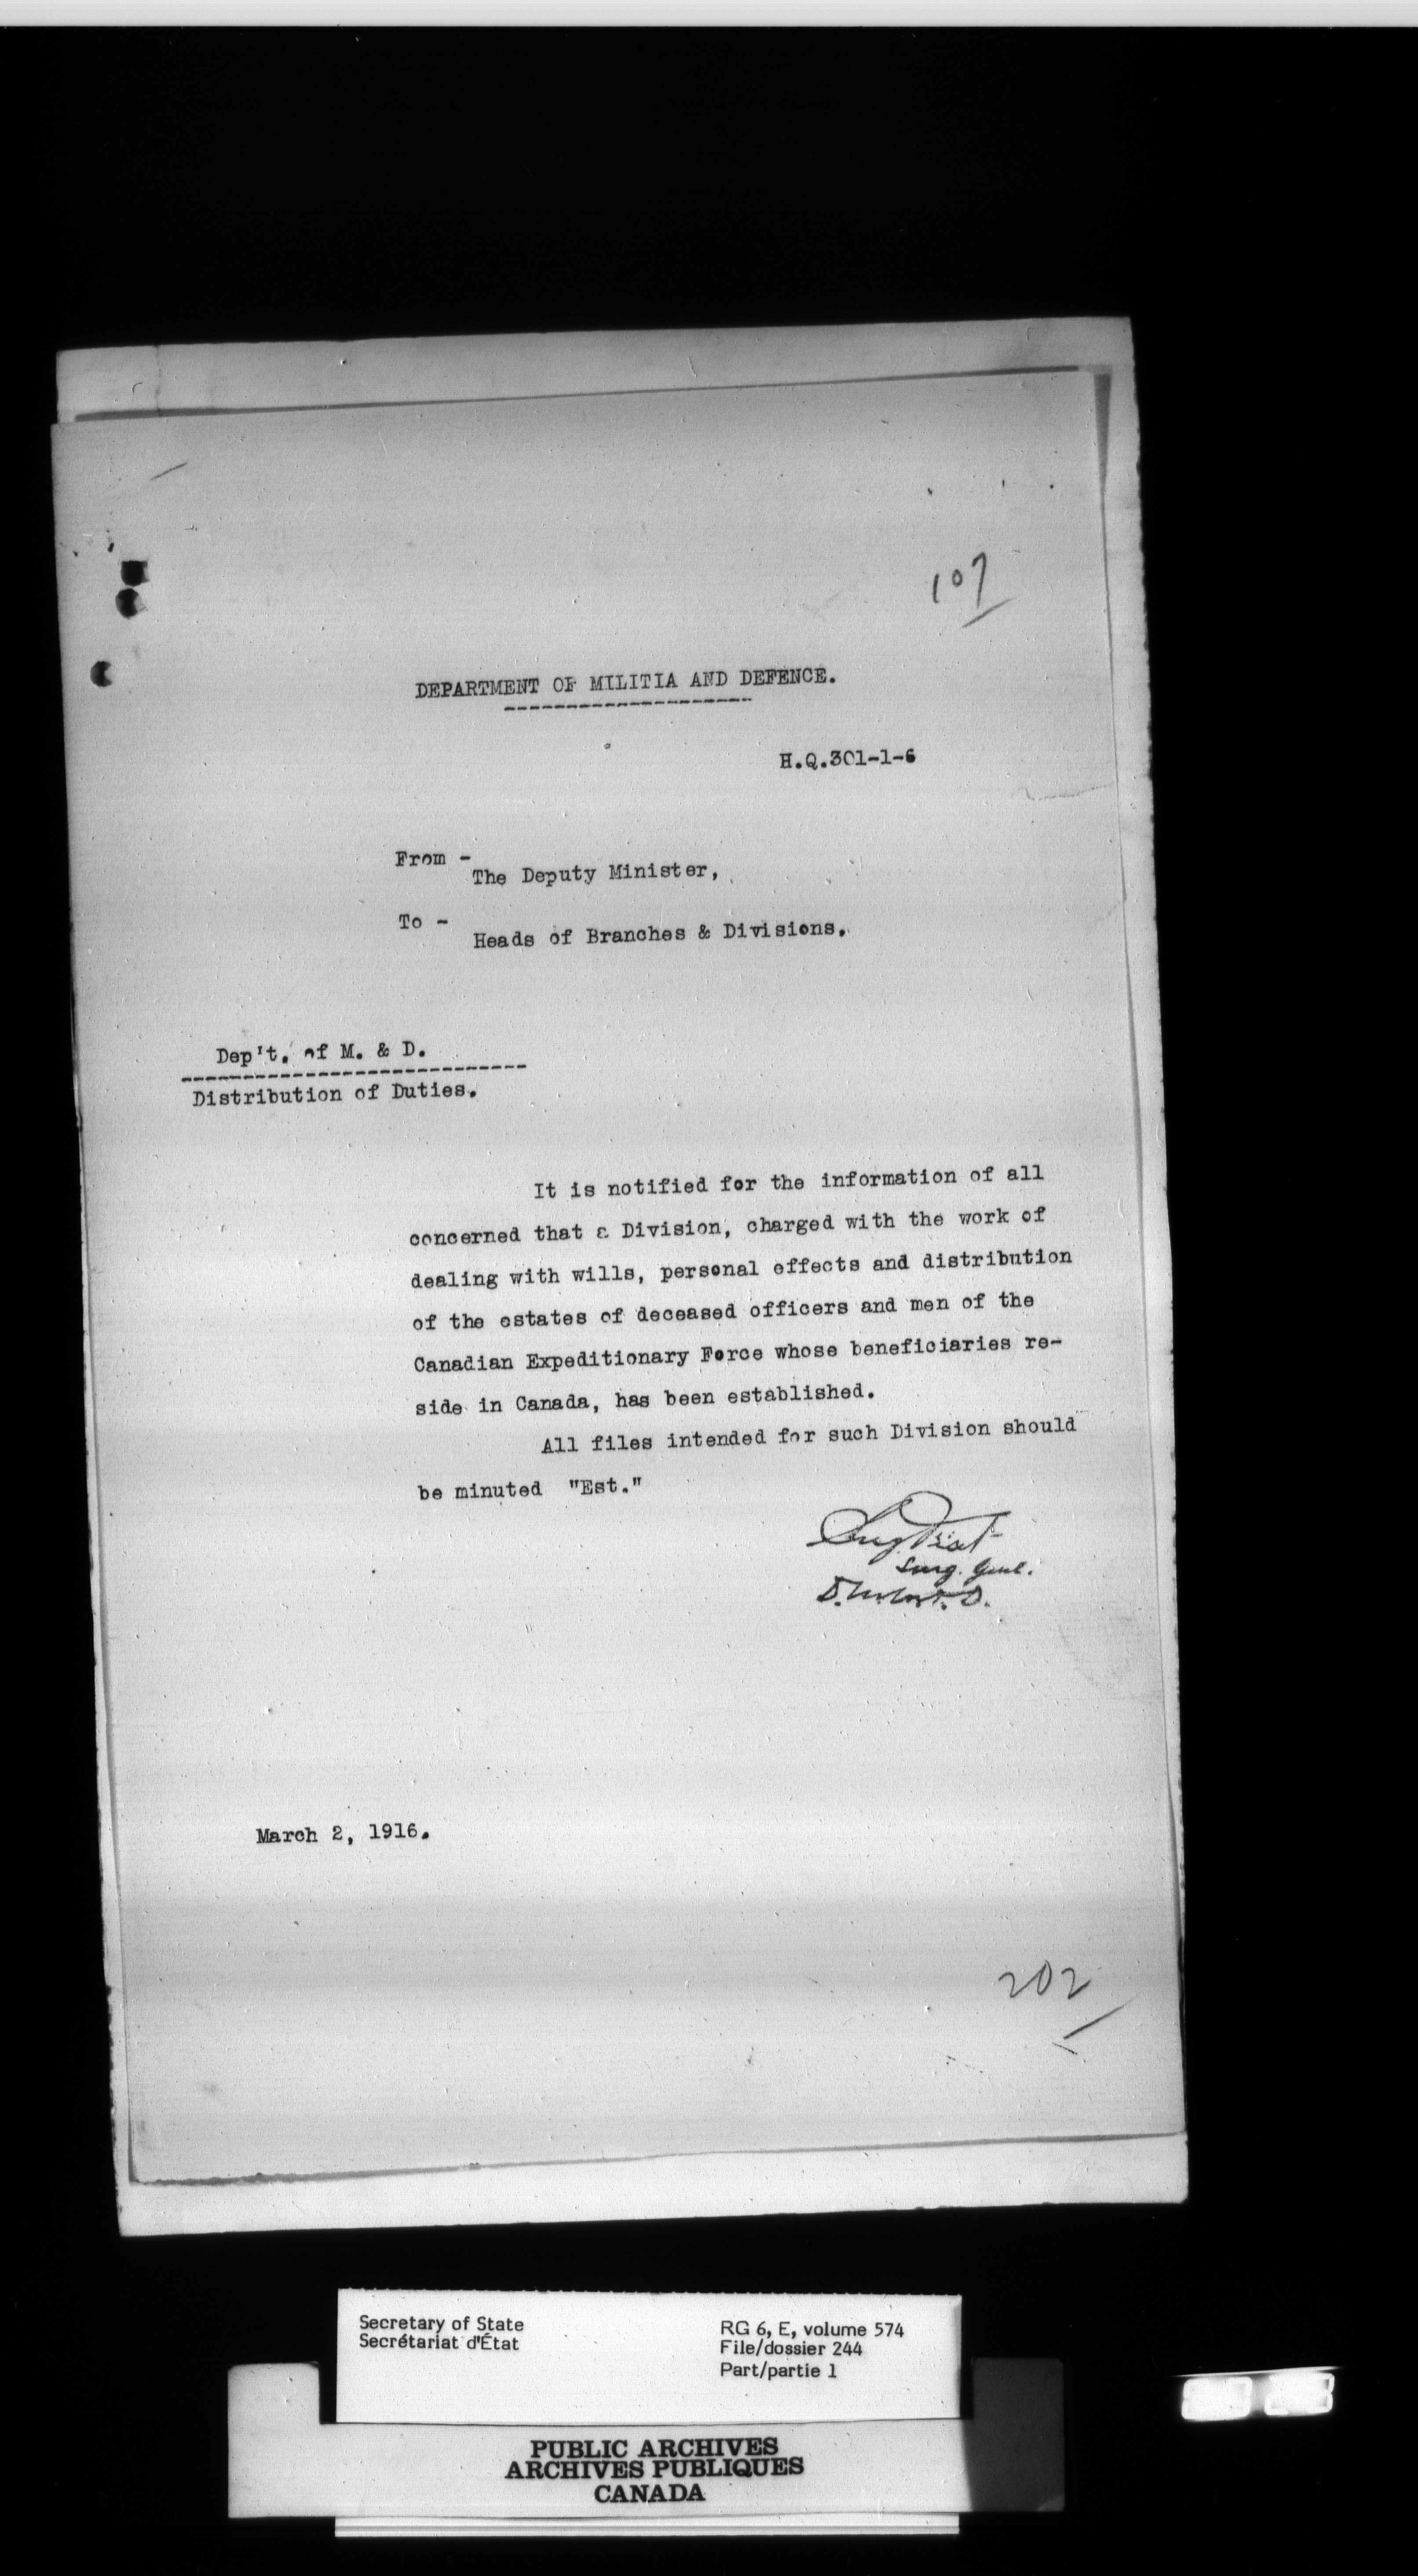 107
DEPARTMENT OF MILITIA AND DEFENCE.
H.Q.301-1-6
From -
The Deputy Minister,
To -
Heads of Branches & Divisions.
Dep't. of M. & D.
Distribution of Duties.
It is notified for the information of all
concerned that a Division, charged with the work of
dealing with wills, personal effects and distribution
of the estates of deceased officers and men of the
Canadian Expeditionary Force whose beneficiaries re-
side in Canada, has been established.
All files intended for such Division should
be minuted "Est."
Surg. Genl.
March 2, 1916.
202
Secretary of State
Secrétariat d'État
RG 6, E, volume 574
File/dossier 244
Part/partie 1
PUBLIC ARCHIVES
ARCHIVES PUBLIQUES
CANADA